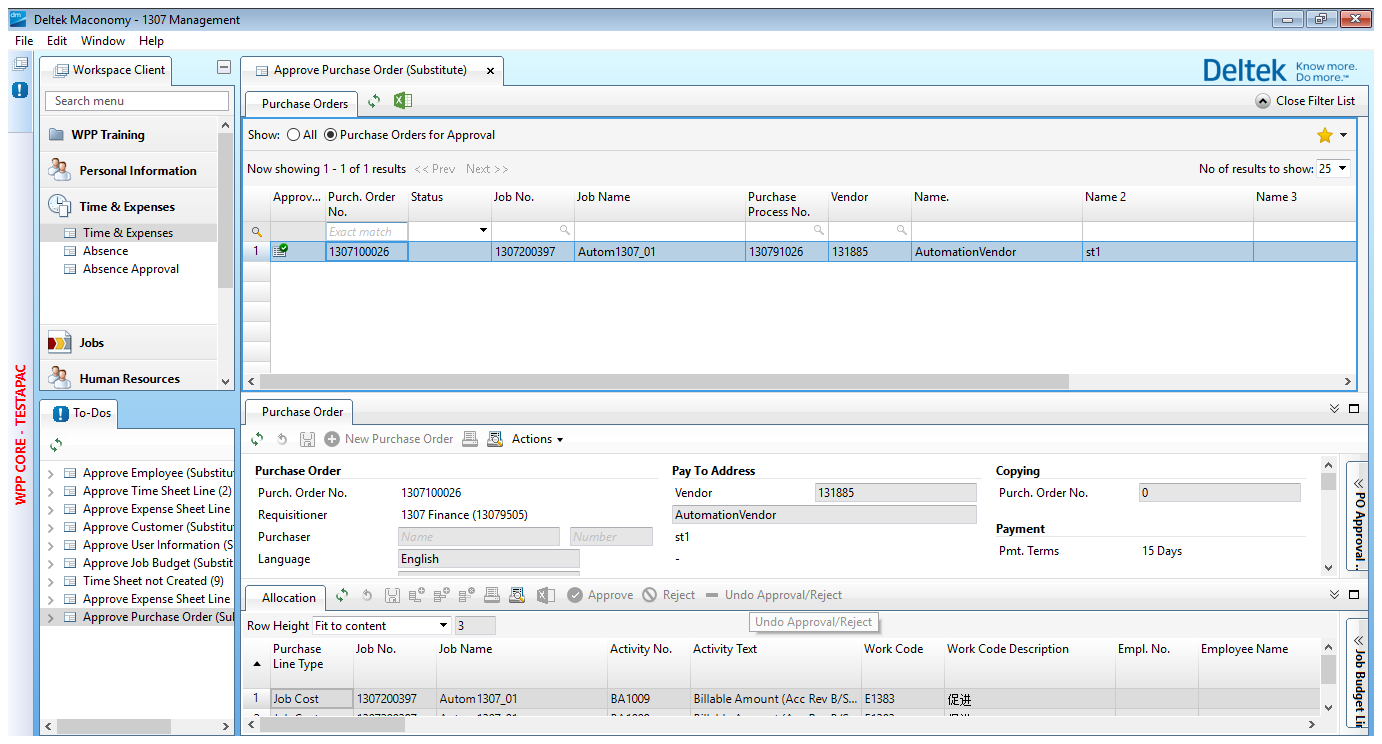 Deltek Maconomy - 1307 Management
File Edit Window Help
Workspace Client
Search menu
WPP Training
Personal Information
Time & Expenses
Time & Expenses
Absence
Absence Approval
Jobs
Human Resources
WPP CORE - TESTAPAC
To-Dos
Approve Employee (Substitu
Approve Time Sheet Line (2)
Approve Expense Sheet Line
Approve Customer (Substitu
Approve User Information (S
Approve Job Budget (Substit
Time Sheet not Created (9)
Approve Expense Sheet Line
Approve Purchase Order (Sul
Approve Purchase Order (Substitute) x
Deltek Know more.
Do more.™
Purchase Orders
Close Filter List
Show: All Purchase Orders for Approval
Now showing 1 - 1 of 1 results << Prev Next >> No of results to show: 25
Approv... Purch. Order No. Status Job No. Job Name Purchase Process No. Vendor Name. Name 2 Name 3
Exact match
1 1307100026 1307200397 Autom1307_01 130791026 131885 AutomationVendor st1
Purchase Order
New Purchase Order Actions
Purchase Order Pay To Address Copying
Purch. Order No. 1307100026 Vendor 131885 Purch. Order No. 0
Requisitioner 1307 Finance (13079505) AutomationVendor
Purchaser Name Number st1 Payment
Language English - Pmt. Terms 15 Days
PO Approval ..
Allocation Approve Reject Undo Approval/Reject
Undo Approval/Reject
Row Height Fit to content 3
Purchase Line Type Job No. Job Name Activity No. Activity Text Work Code Work Code Description Empl. No. Employee Name
1 Job Cost 1307200397 Autom1307_01 BA1009 Billable Amount (Acc Rev B/S... E1383 促进
Job Budget Li